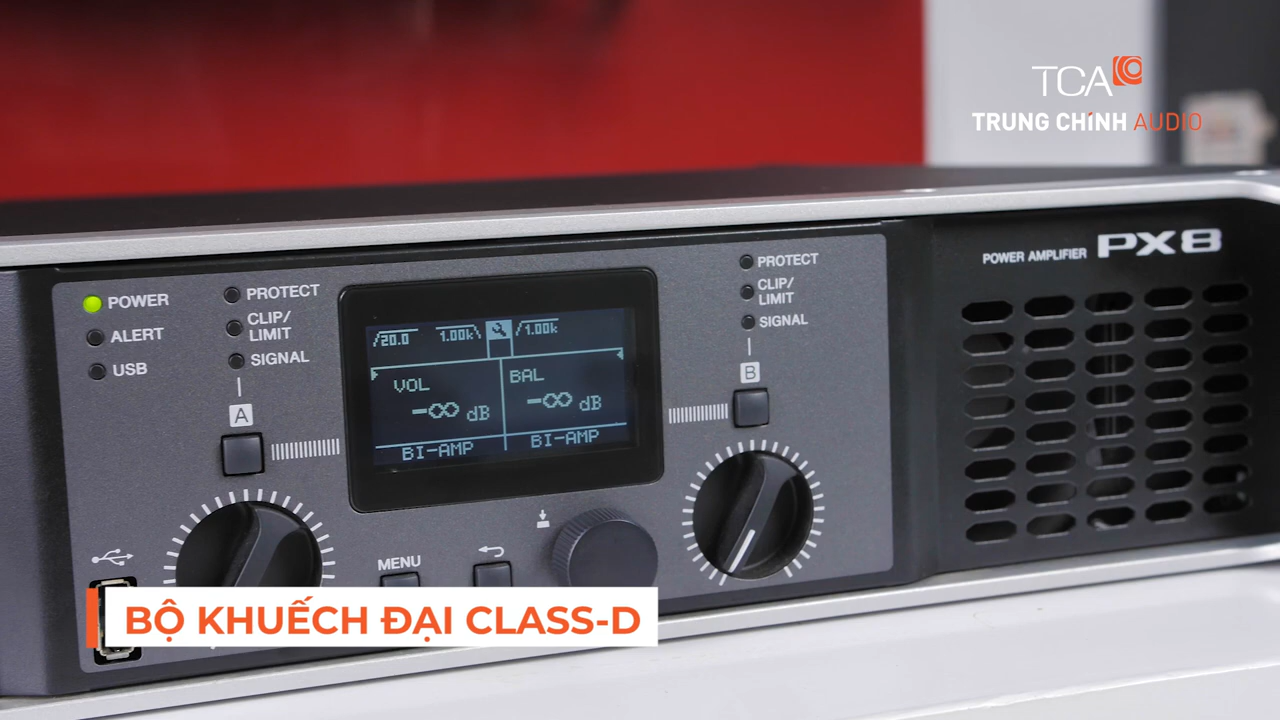 TCA
TRUNG CHÍNH AUDIO
POWER AMPLIFIER PX8
POWER
ALERT
USB
PROTECT
CLIP/
LIMIT
SIGNAL
A
/20.0 1.00k\ /1.00k
VOL
-∞ dB
BI-AMP
BAL
-∞ dB
BI-AMP
PROTECT
CLIP/
LIMIT
SIGNAL
B
MENU
BỘ KHUẾCH ĐẠI CLASS-D